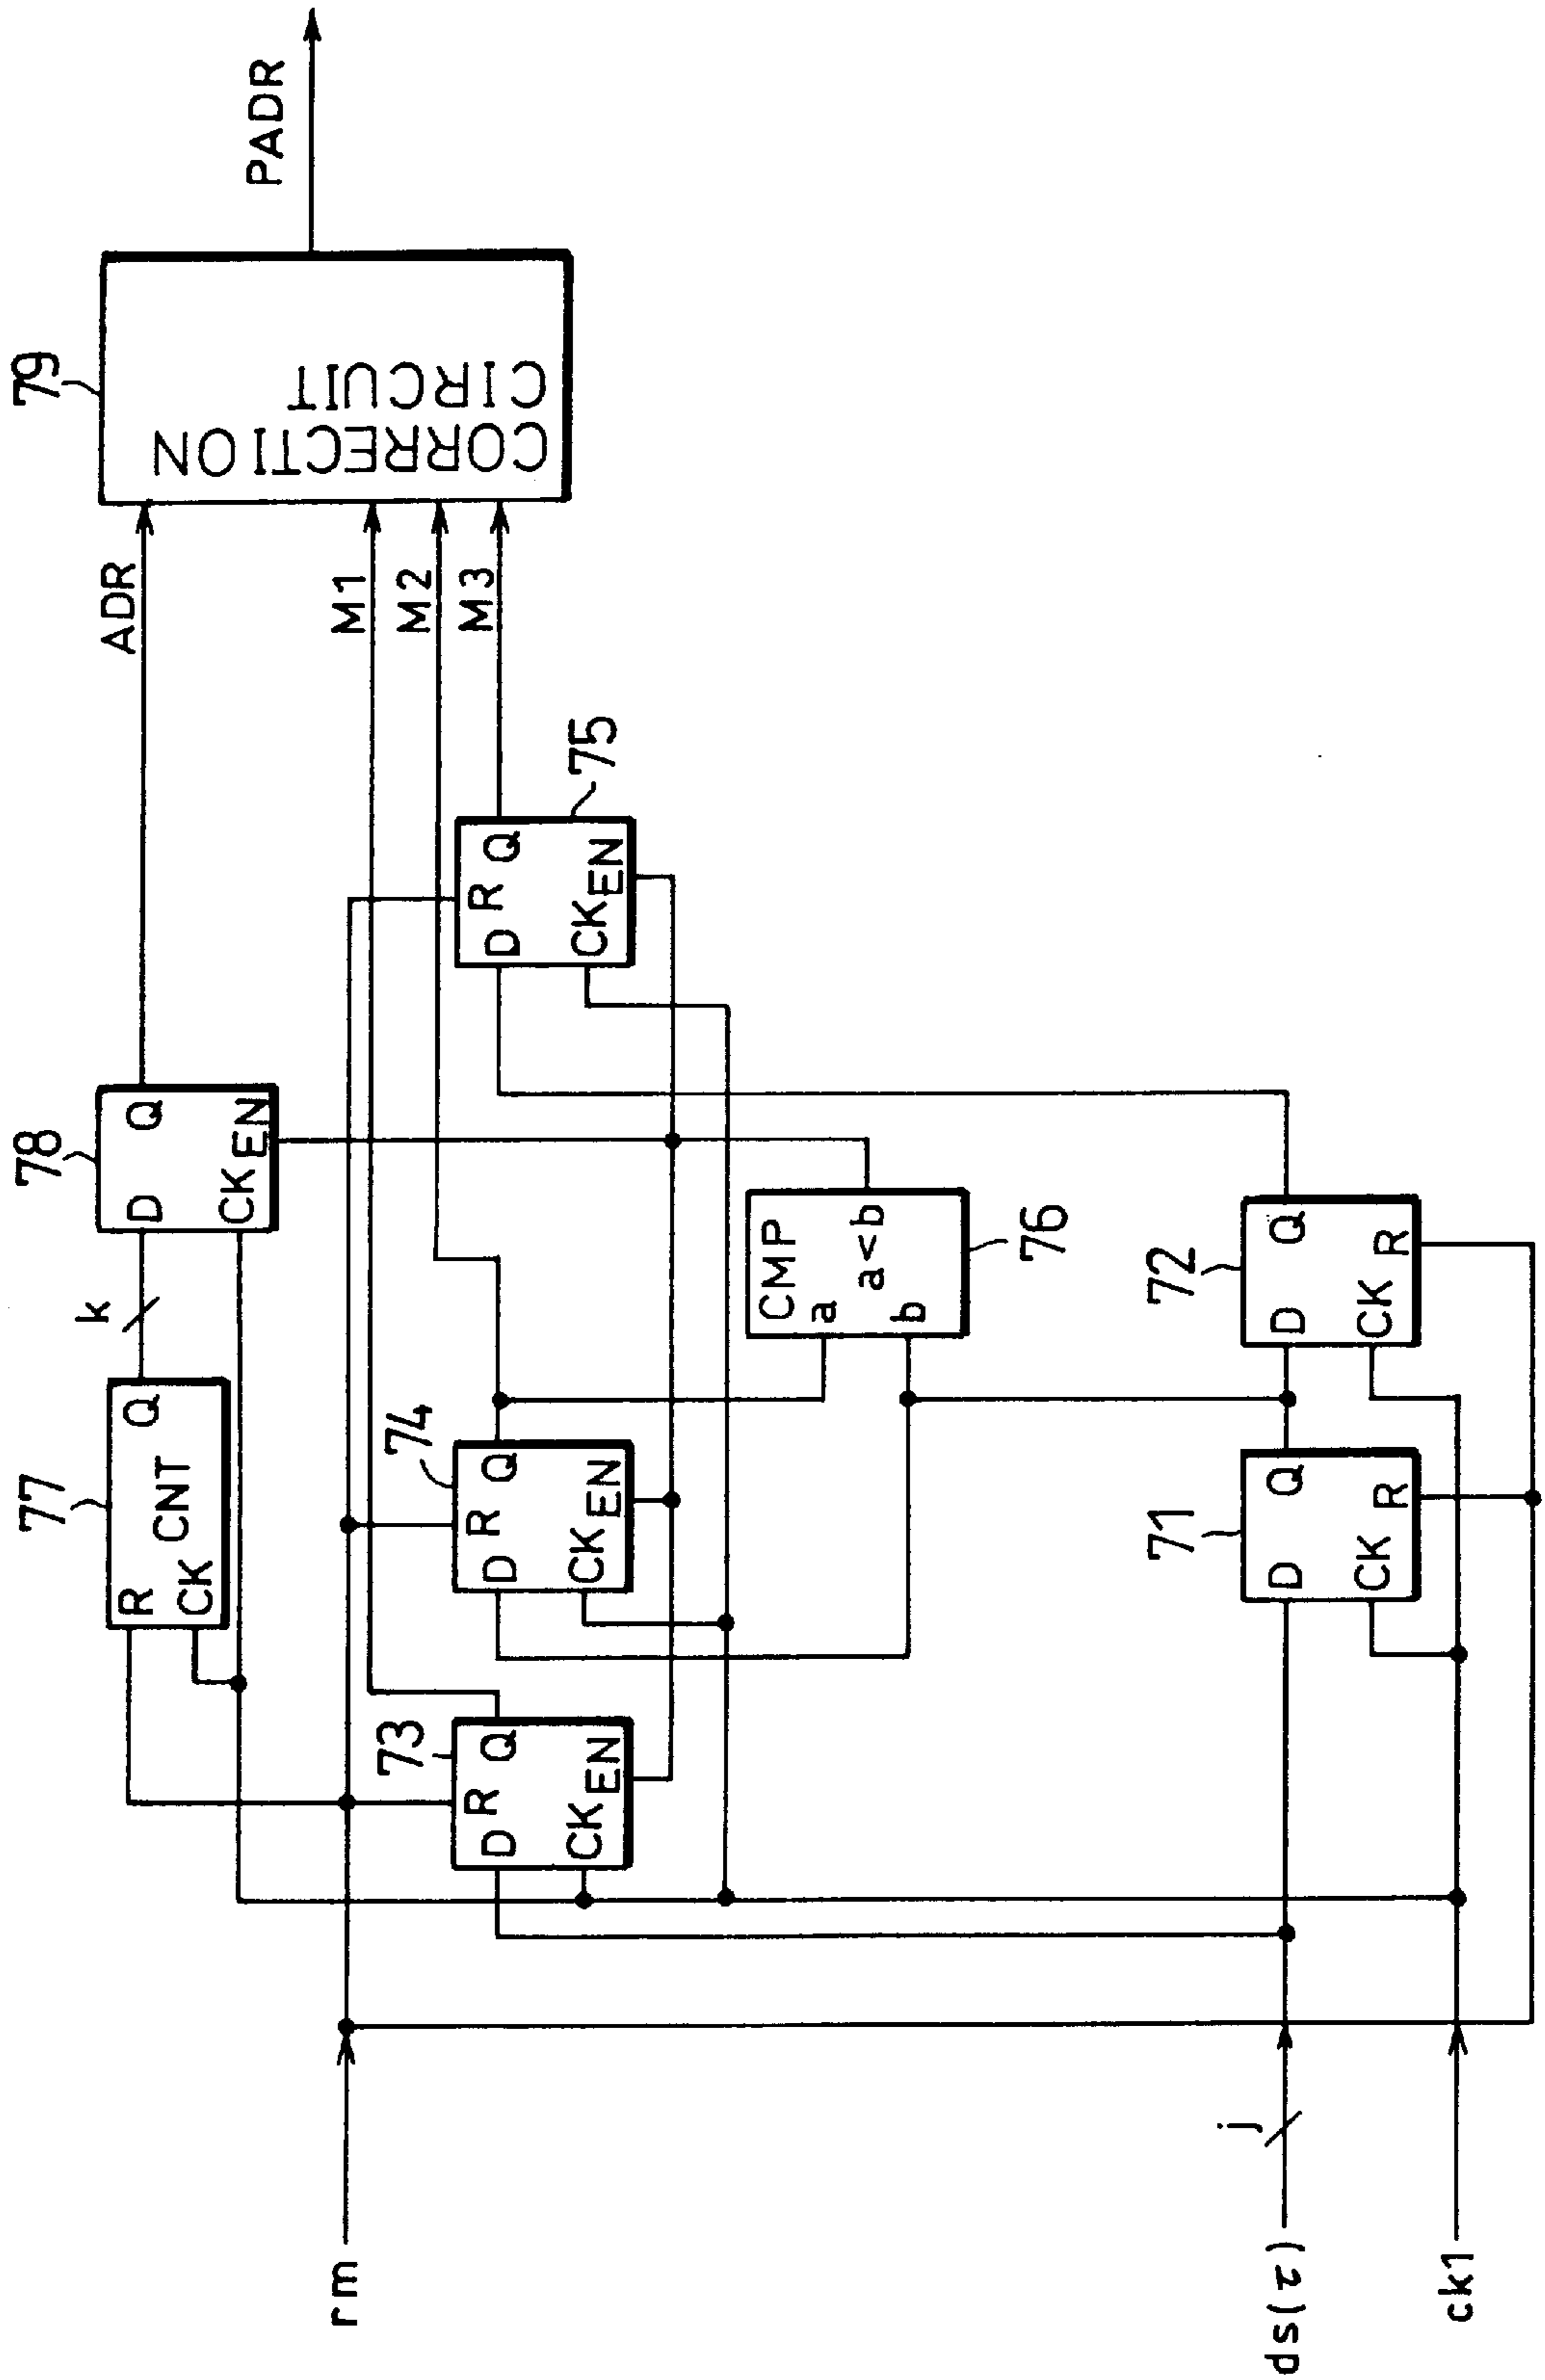 79
CORRECTION
CIRCUIT
PADR
ADR
M1
M2
M3
78
D Q
CK EN
k
77
R Q
CNT
CK
75
R
D Q
CK EN
74
R
D Q
CK EN
73
R
D Q
CK EN
76
CMP
a
a<b
b
72
D Q
CK R
71
D Q
CK R
rm
j
ds(τ)
ck1